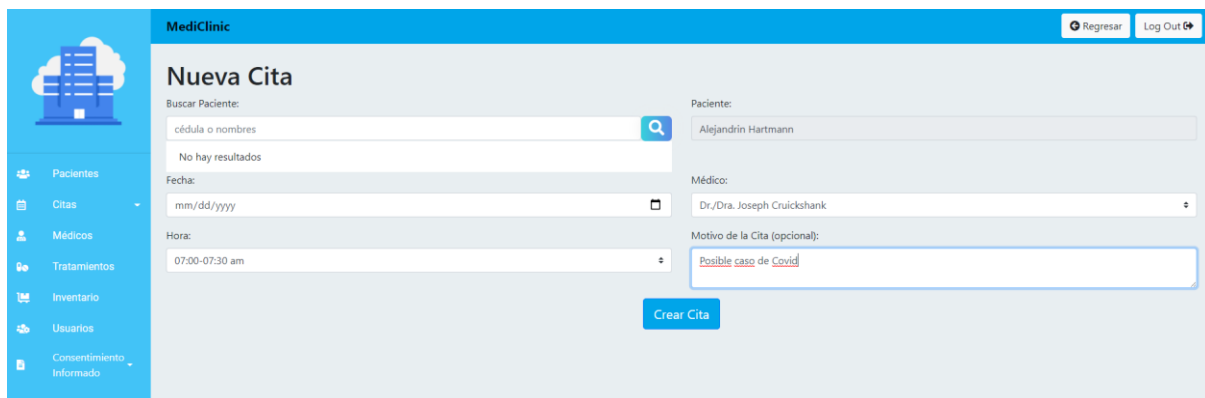 MediClinic
Regresar
Log Out
Pacientes
Citas
Médicos
Tratamientos
Inventario
Usuarios
Consentimiento
Informado
Nueva Cita
Buscar Paciente:
cédula o nombres
No hay resultados
Paciente:
Alejandrin Hartmann
Fecha:
mm/dd/yyyy
Médico:
Dr./Dra. Joseph Cruickshank
Hora:
07:00-07:30 am
Motivo de la Cita (opcional):
Posible caso de Covid
Crear Cita